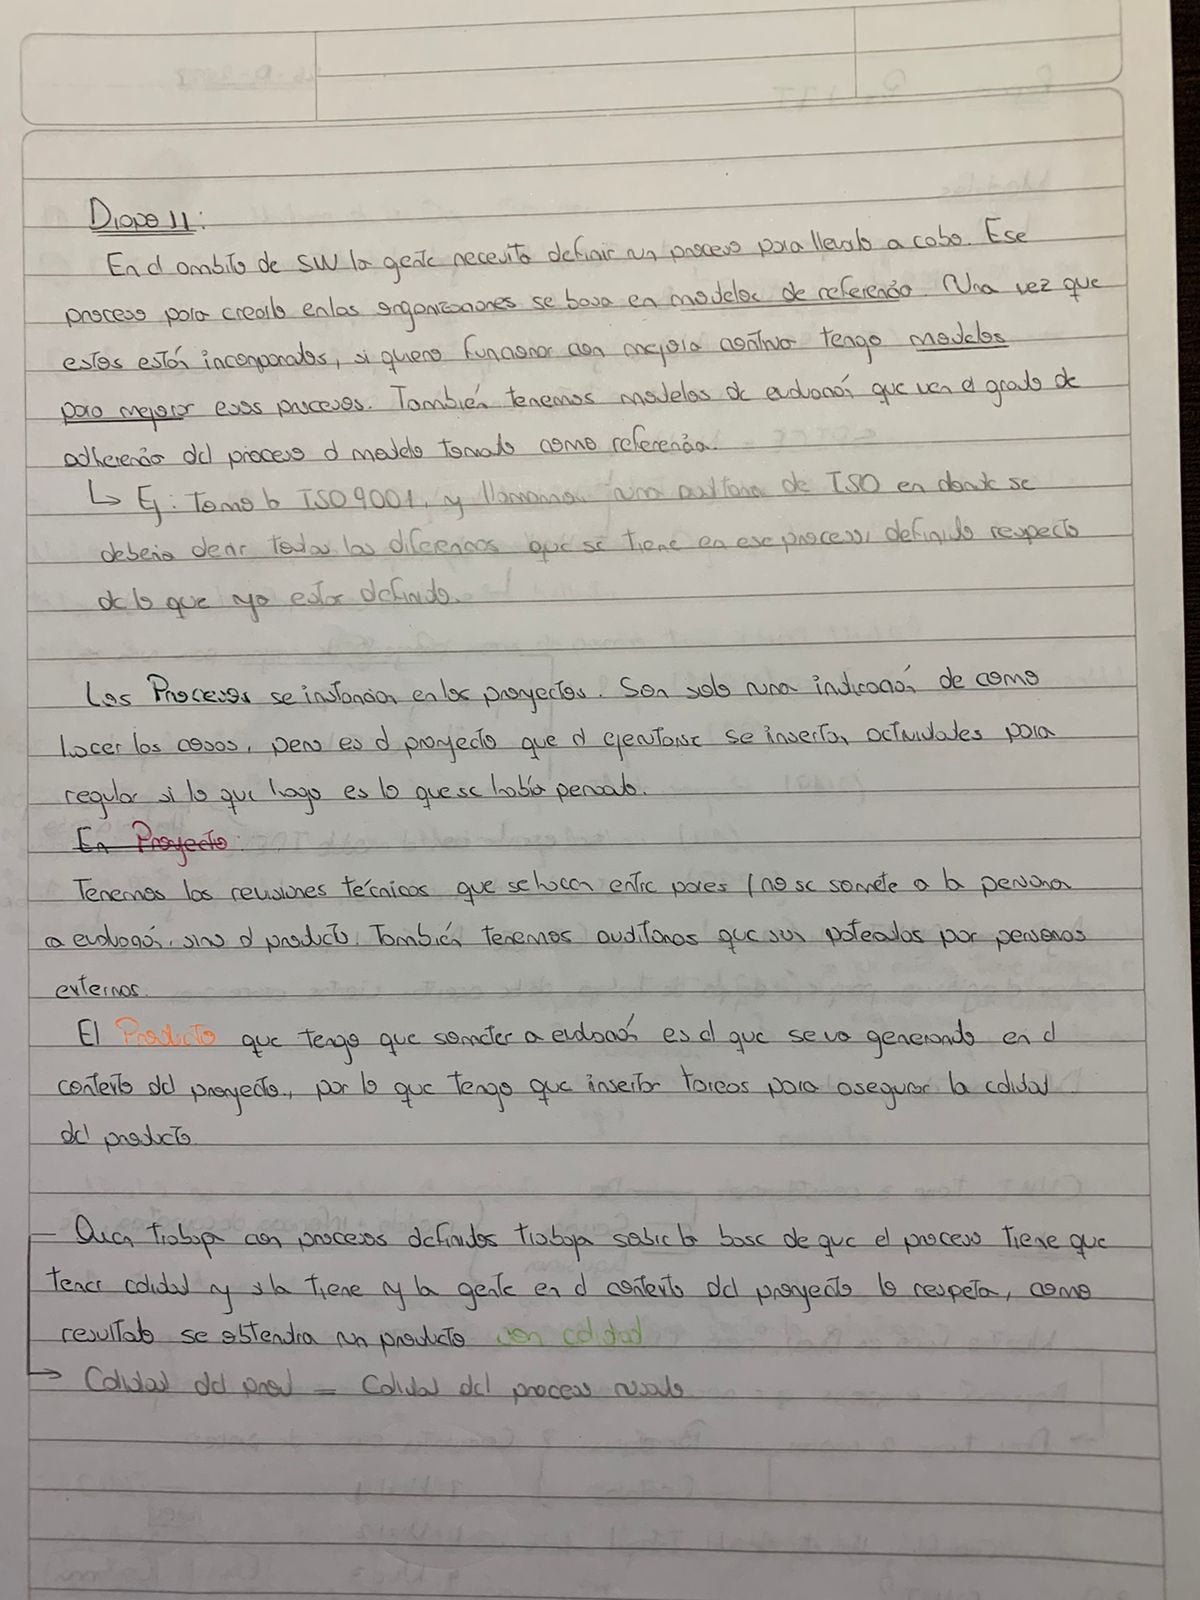 Diapo 11:
En el ambito de SW la gente necesita definir un proceso para llevarlo a cabo. Ese
proceso para crearlo en las organizaciones se basa en modelos de referencia. Una vez que
estos están incorporados, si quiero funcionar con mejora continua tengo modelos
para mejorar esos procesos. También tenemos modelos de evaluación que ven el grado de
adherencia del proceso al modelo tomado como referencia.
↳ Ej: Tomo la ISO 9001, y llamamos una auditoria de ISO en donde se
deberia decir todas las diferencias que se tiene en ese proceso definido respecto
de lo que ya estar definido.
Los Procesos se instancian en los proyectos. Son solo una indicación de como
hacer las cosas, pero es el proyecto que al ejecutarse se insertan actividades para
regular si lo que hago es lo que se había pensado.
En Proyecto:
Tenemos las revisiones técnicas que se hacen entre pares (no se somete a la persona
a evaluación, sino al producto. También tenemos auditorias que son por personas
externas.
El Producto que tengo que someter a evaluación es el que se va generando en el
contexto del proyecto, por lo que tengo que insertar tareas para asegurar la calidad
del producto.
— Quien trabaja con procesos definidos trabaja sobre la base de que el proceso tiene que
tener calidad y si la tiene y la gente en el contexto del proyecto lo respeta, como
resultado se obtendra un producto con calidad
→ Calidad del prod = Calidad del proceso usado